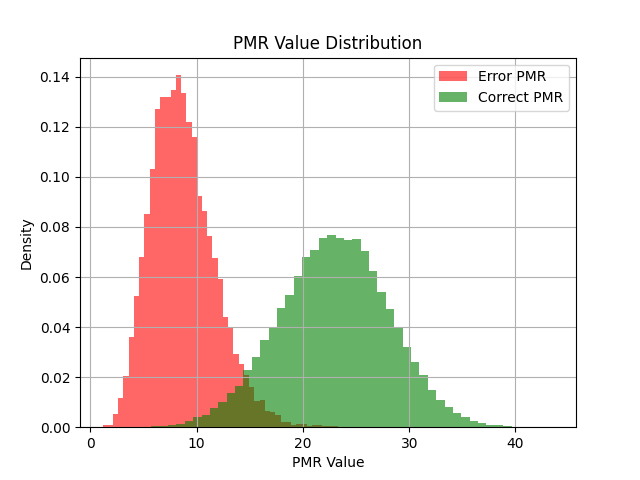 PMR Value Distribution
Error PMR
Correct PMR
0.14
0.12
0.10
0.08
0.06
0.04
0.02
0.00
Density
0 10 20 30 40
PMR Value